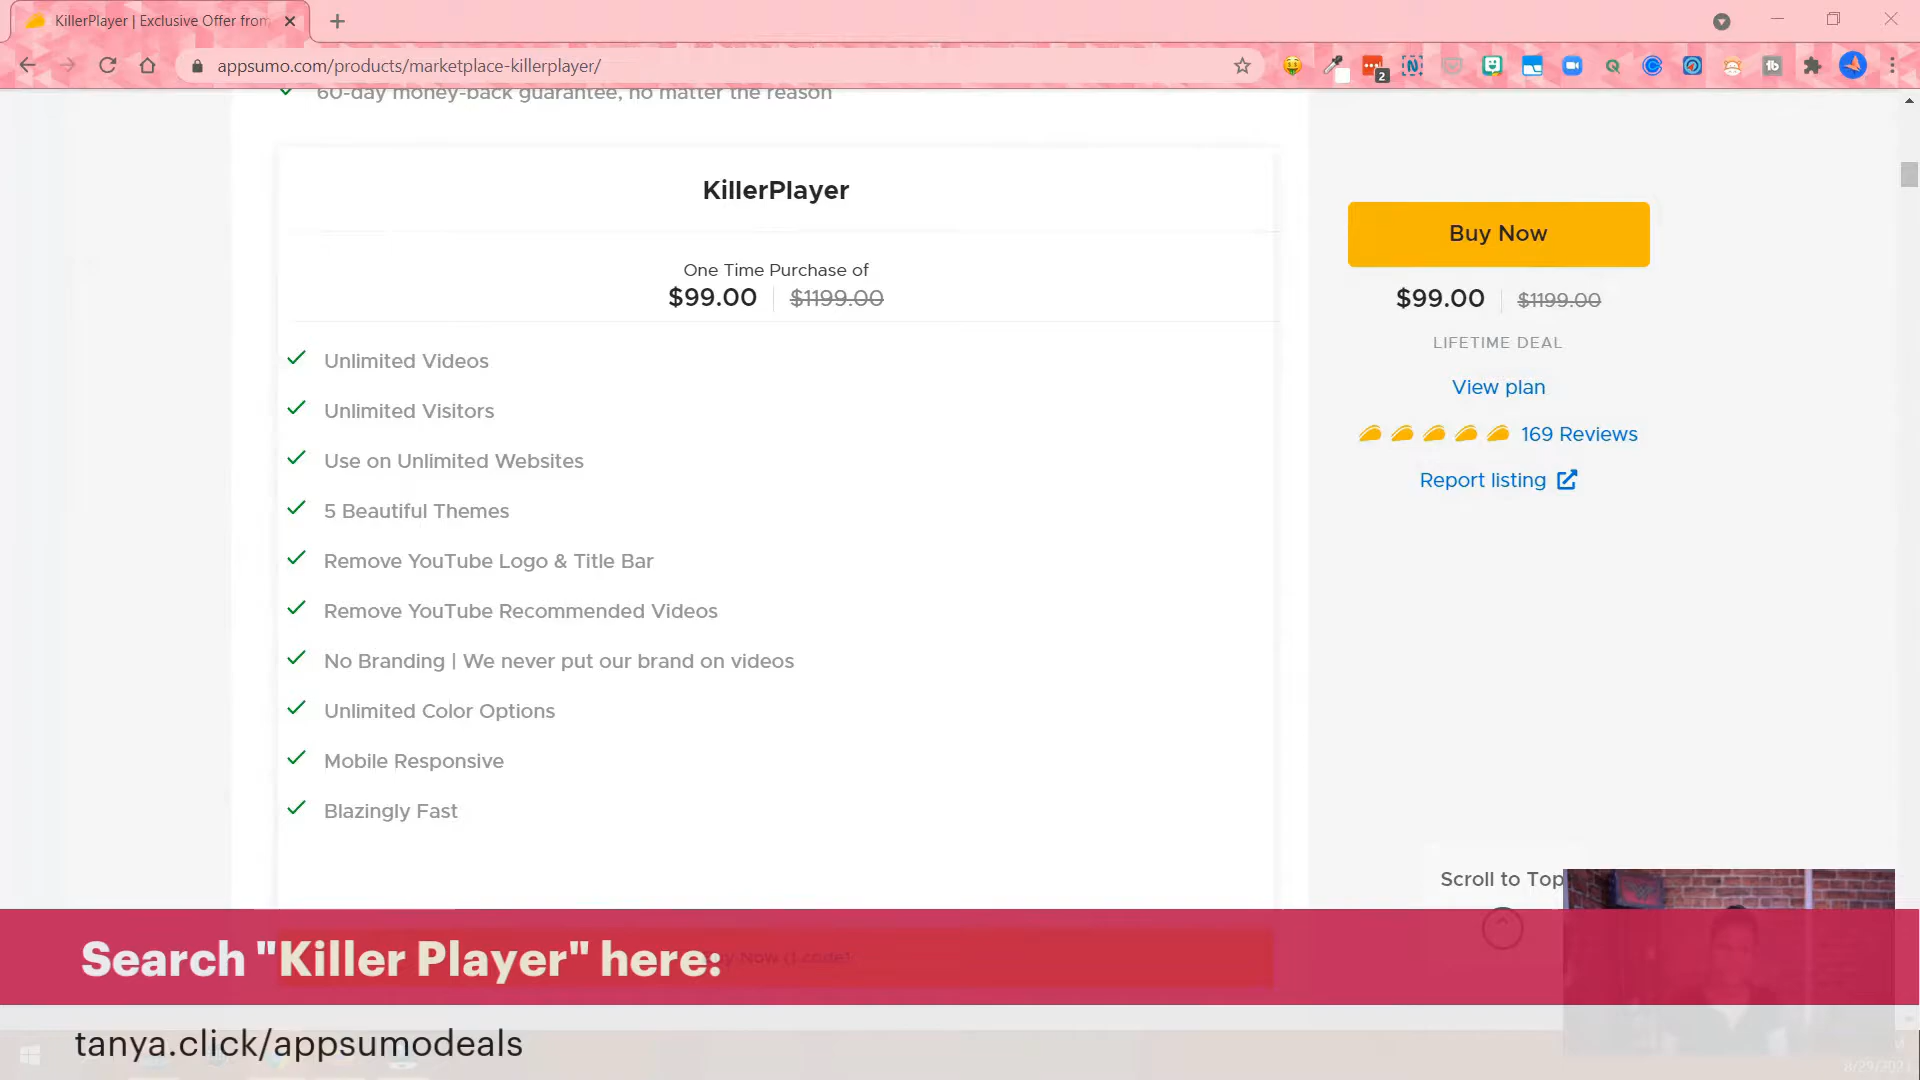 KillerPlayer | Exclusive Offer from
appsumo.com/products/marketplace-killerplayer/
2
60-day money-back guarantee, no matter the reason
KillerPlayer
One Time Purchase of
$99.00 $1199.00
Unlimited Videos
Unlimited Visitors
Use on Unlimited Websites
5 Beautiful Themes
Remove YouTube Logo & Title Bar
Remove YouTube Recommended Videos
No Branding | We never put our brand on videos
Unlimited Color Options
Mobile Responsive
Blazingly Fast
Buy Now
$99.00 $1199.00
LIFETIME DEAL
View plan
169 Reviews
Report listing
Scroll to Top
Search "Killer Player" here:
Now (1 code)
tanya.click/appsumodeals